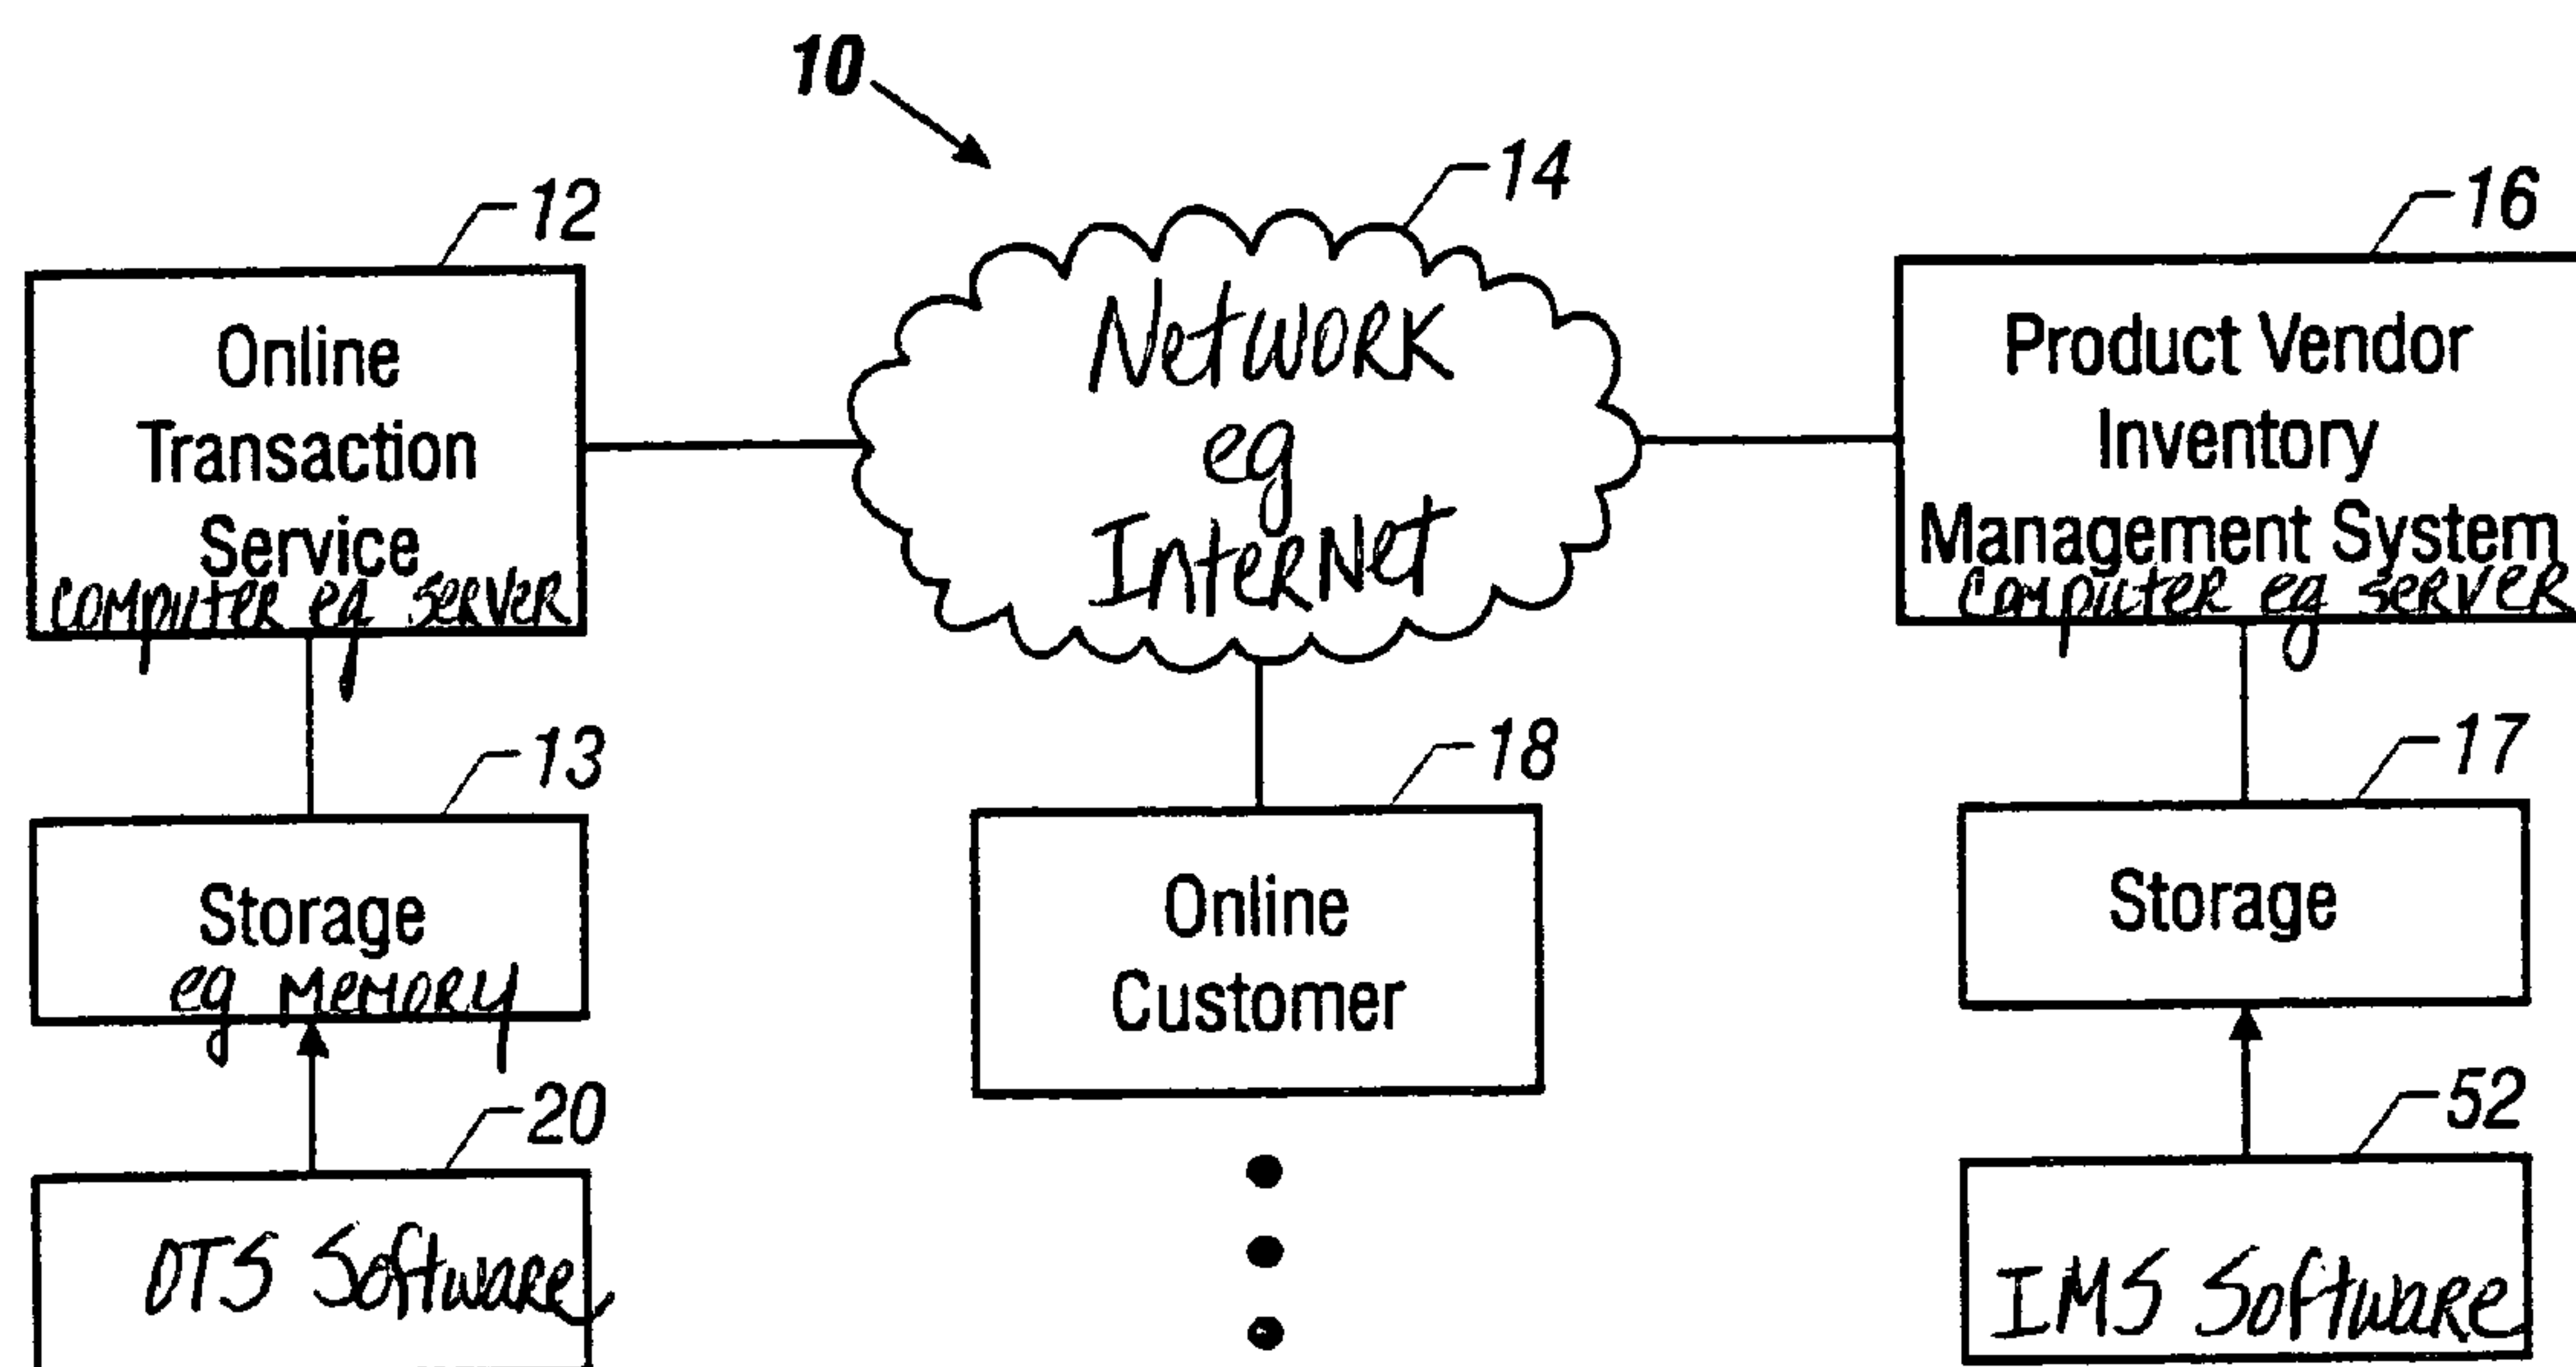 10
12
Online
Transaction
Service
COMPUTER eg SERVER
14
NetWORK
eg
InterNet
16
Product Vendor
Inventory
Management System
COMPUTER eg SERVER
13
Storage
eg MEMORY
18
Online
Customer
17
Storage
20
OTS Software
52
IMS Software